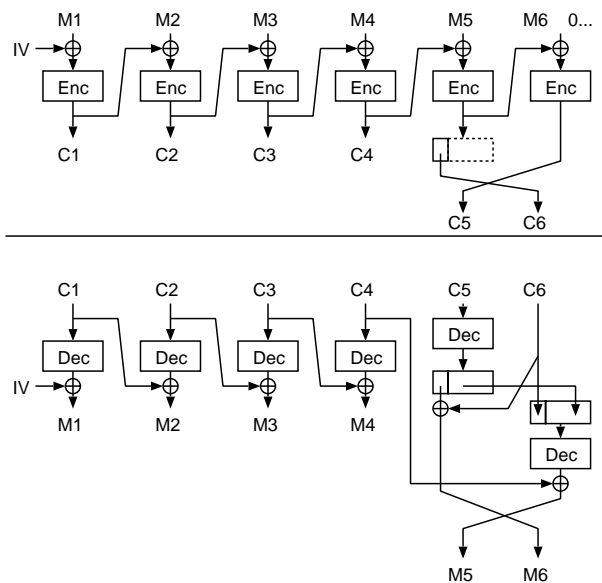 M1 M2 M3 M4 M5 M6 0...
IV
Enc Enc Enc Enc Enc Enc
C1 C2 C3 C4
C5 C6
C1 C2 C3 C4 C5 C6
Dec
Dec Dec Dec Dec
IV
M1 M2 M3 M4
Dec
M5 M6